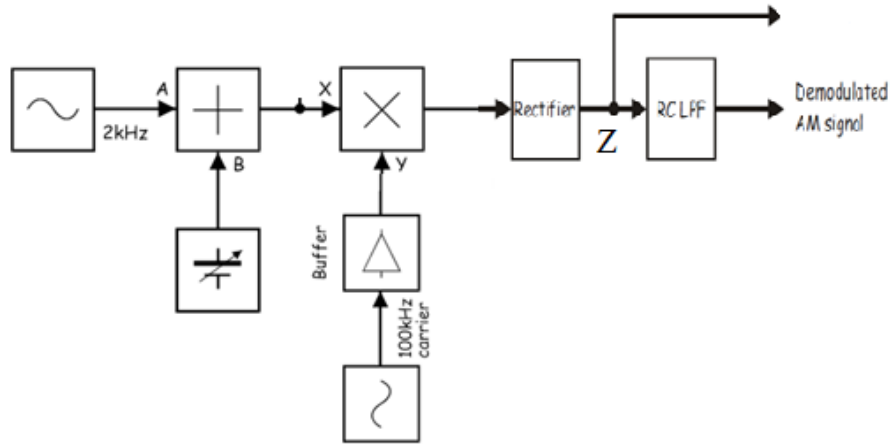 A
2kHz
B
X
Y
Buffer
100kHz
carrier
Rectifier
Z
RC LPF
Demodulated
AM signal